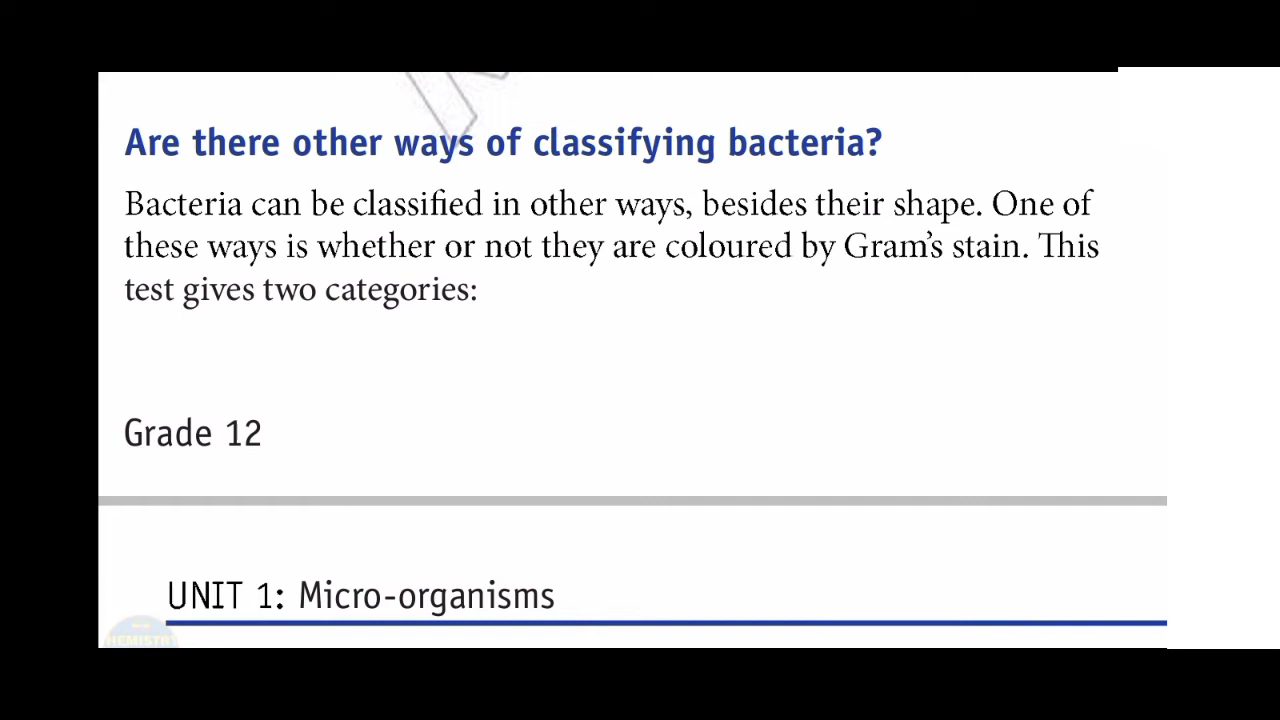 Are there other ways of classifying bacteria?
Bacteria can be classified in other ways, besides their shape. One of
these ways is whether or not they are coloured by Gram's stain. This
test gives two categories:
Grade 12
UNIT 1: Micro-organisms